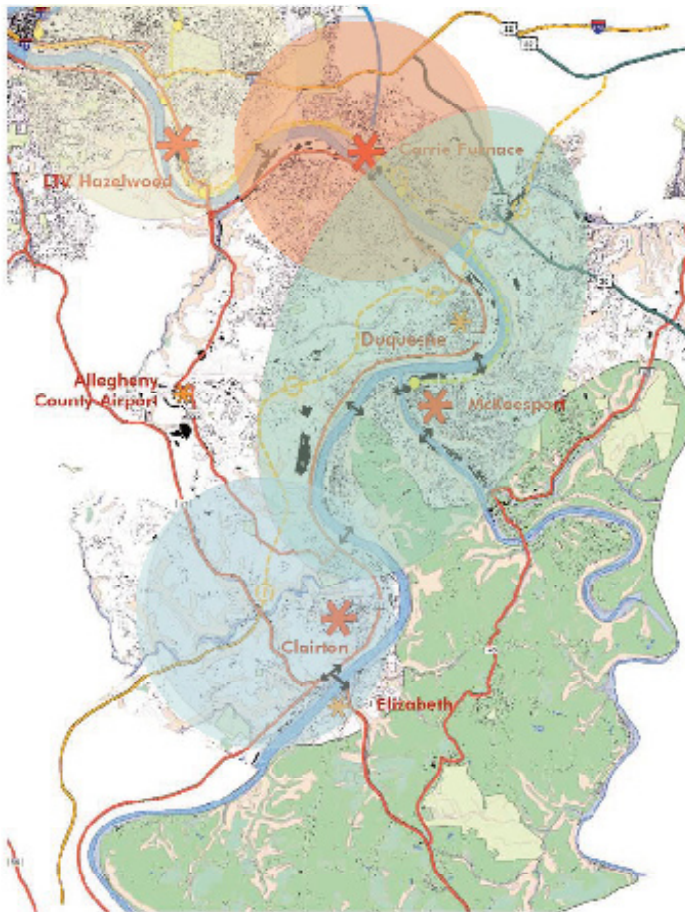 Carrie Furnace
LTV Hazelwood
Duquesne
Allegheny
County Airport
McKeesport
Clairton
Elizabeth